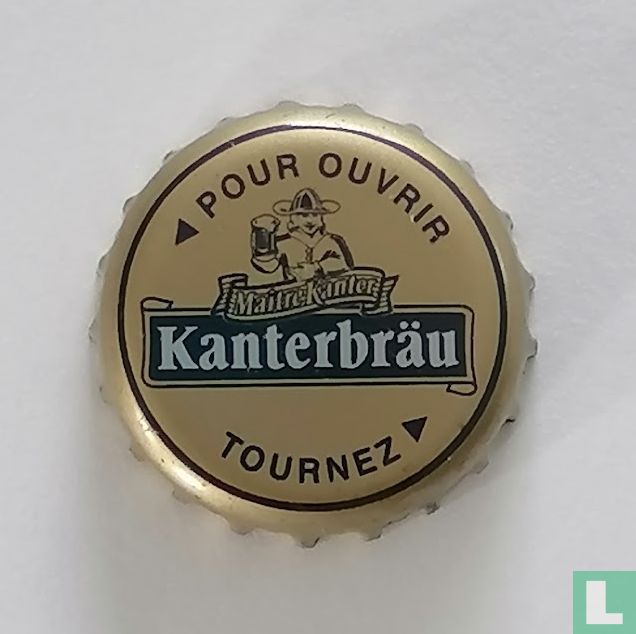 POUR OUVRIR
Maître Kanter
Kanterbräu
TOURNEZ
L